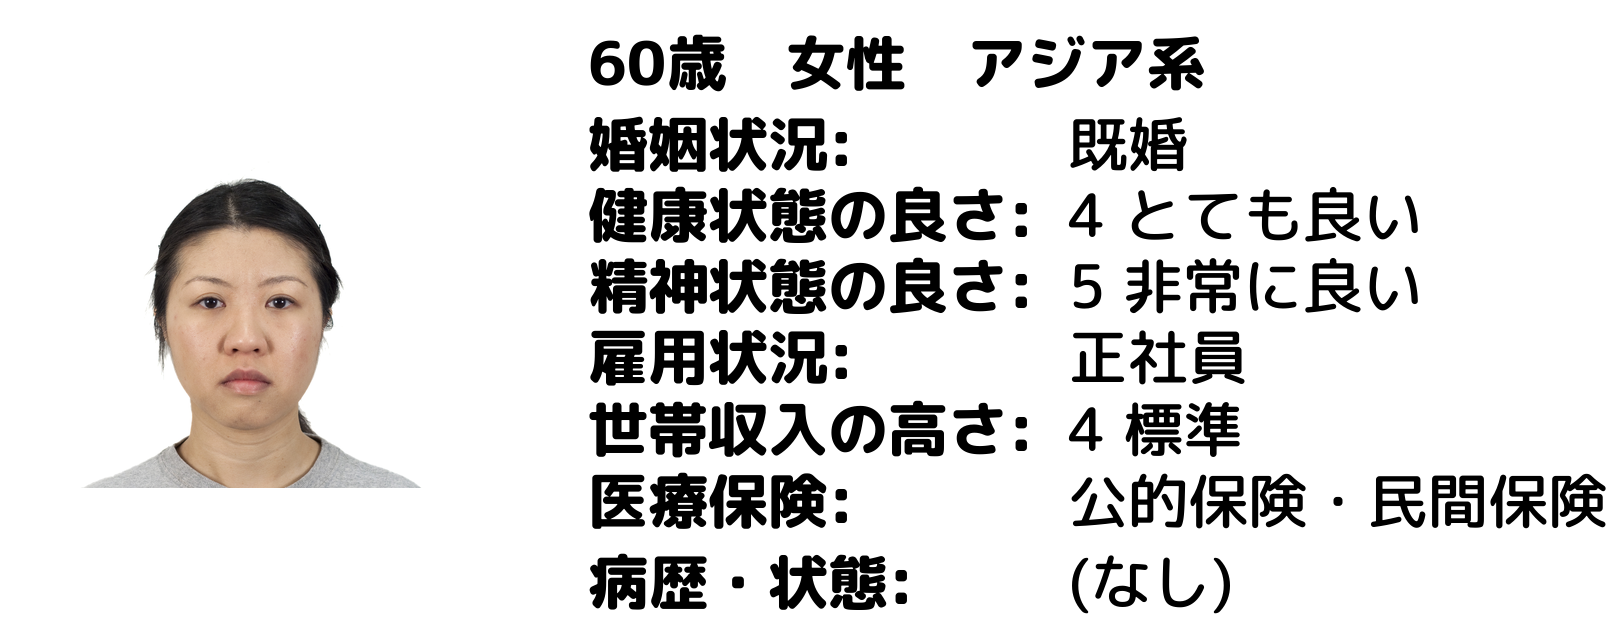 60歳　女性　アジア系
婚姻状況: 既婚
健康状態の良さ: 4 とても良い
精神状態の良さ: 5 非常に良い
雇用状況: 正社員
世帯収入の高さ: 4 標準
医療保険: 公的保険・民間保険
病歴・状態: (なし)